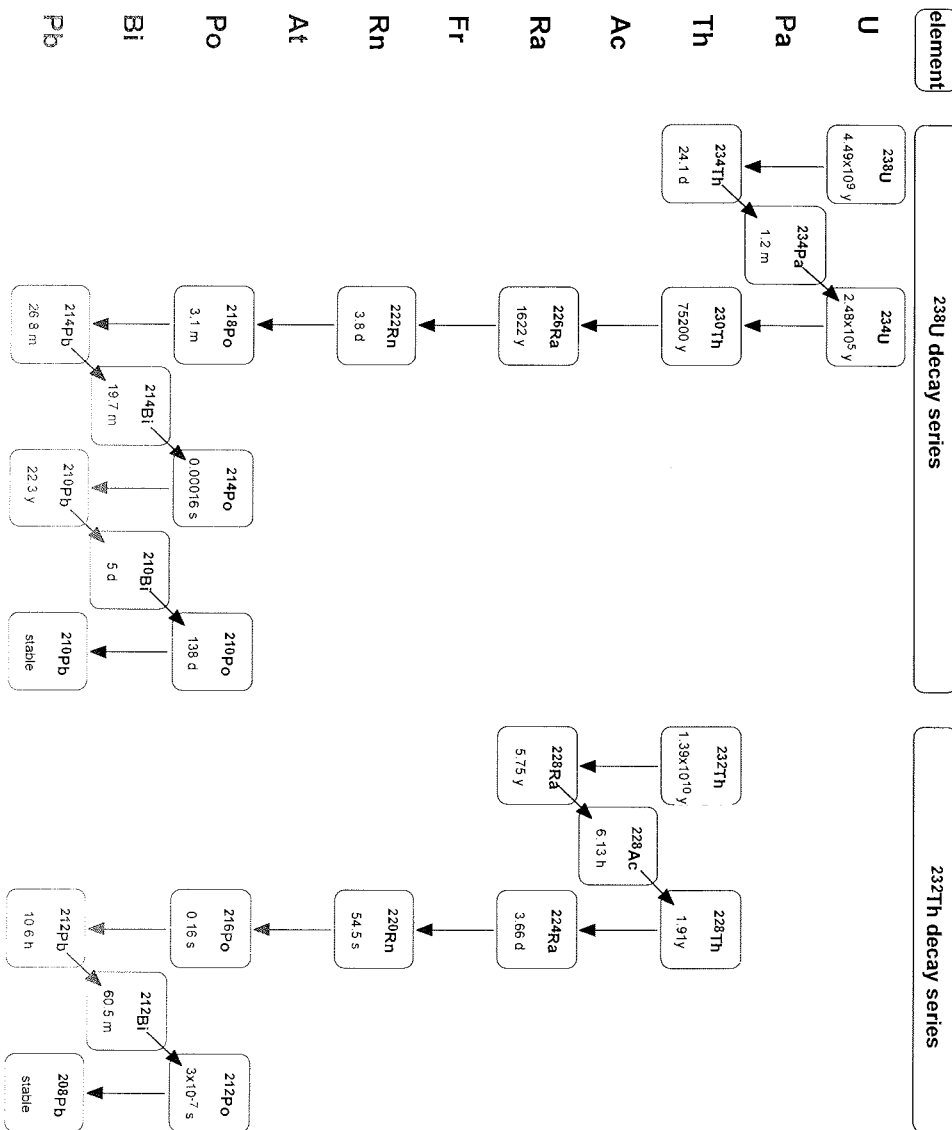 element
238U decay series
232Th decay series
U
²³⁸U
4.49x10⁹ y
²³⁴U
2.48x10⁵ y
Pa
²³⁴Pa
1.2 m
Th
²³⁴Th
24.1 d
²³⁰Th
75200 y
²³²Th
1.39x10¹⁰ y
²²⁸Th
1.91y
Ac
²²⁸Ac
6.13 h
Ra
²²⁶Ra
1622 y
²²⁸Ra
5.75 y
²²⁴Ra
3.66 d
Fr
Rn
²²²Rn
3.8 d
²²⁰Rn
54.5 s
At
Po
²¹⁸Po
3.1 m
²¹⁴Po
0.00016 s
²¹⁰Po
138 d
²¹⁶Po
0.16 s
²¹²Po
3x10⁻⁷ s
Bi
²¹⁴Bi
19.7 m
²¹⁰Bi
5 d
²¹²Bi
60.5 m
Pb
²¹⁴Pb
26.8 m
²¹⁰Pb
22.3 y
²¹⁰Pb
stable
²¹²Pb
10.6 h
²⁰⁸Pb
stable